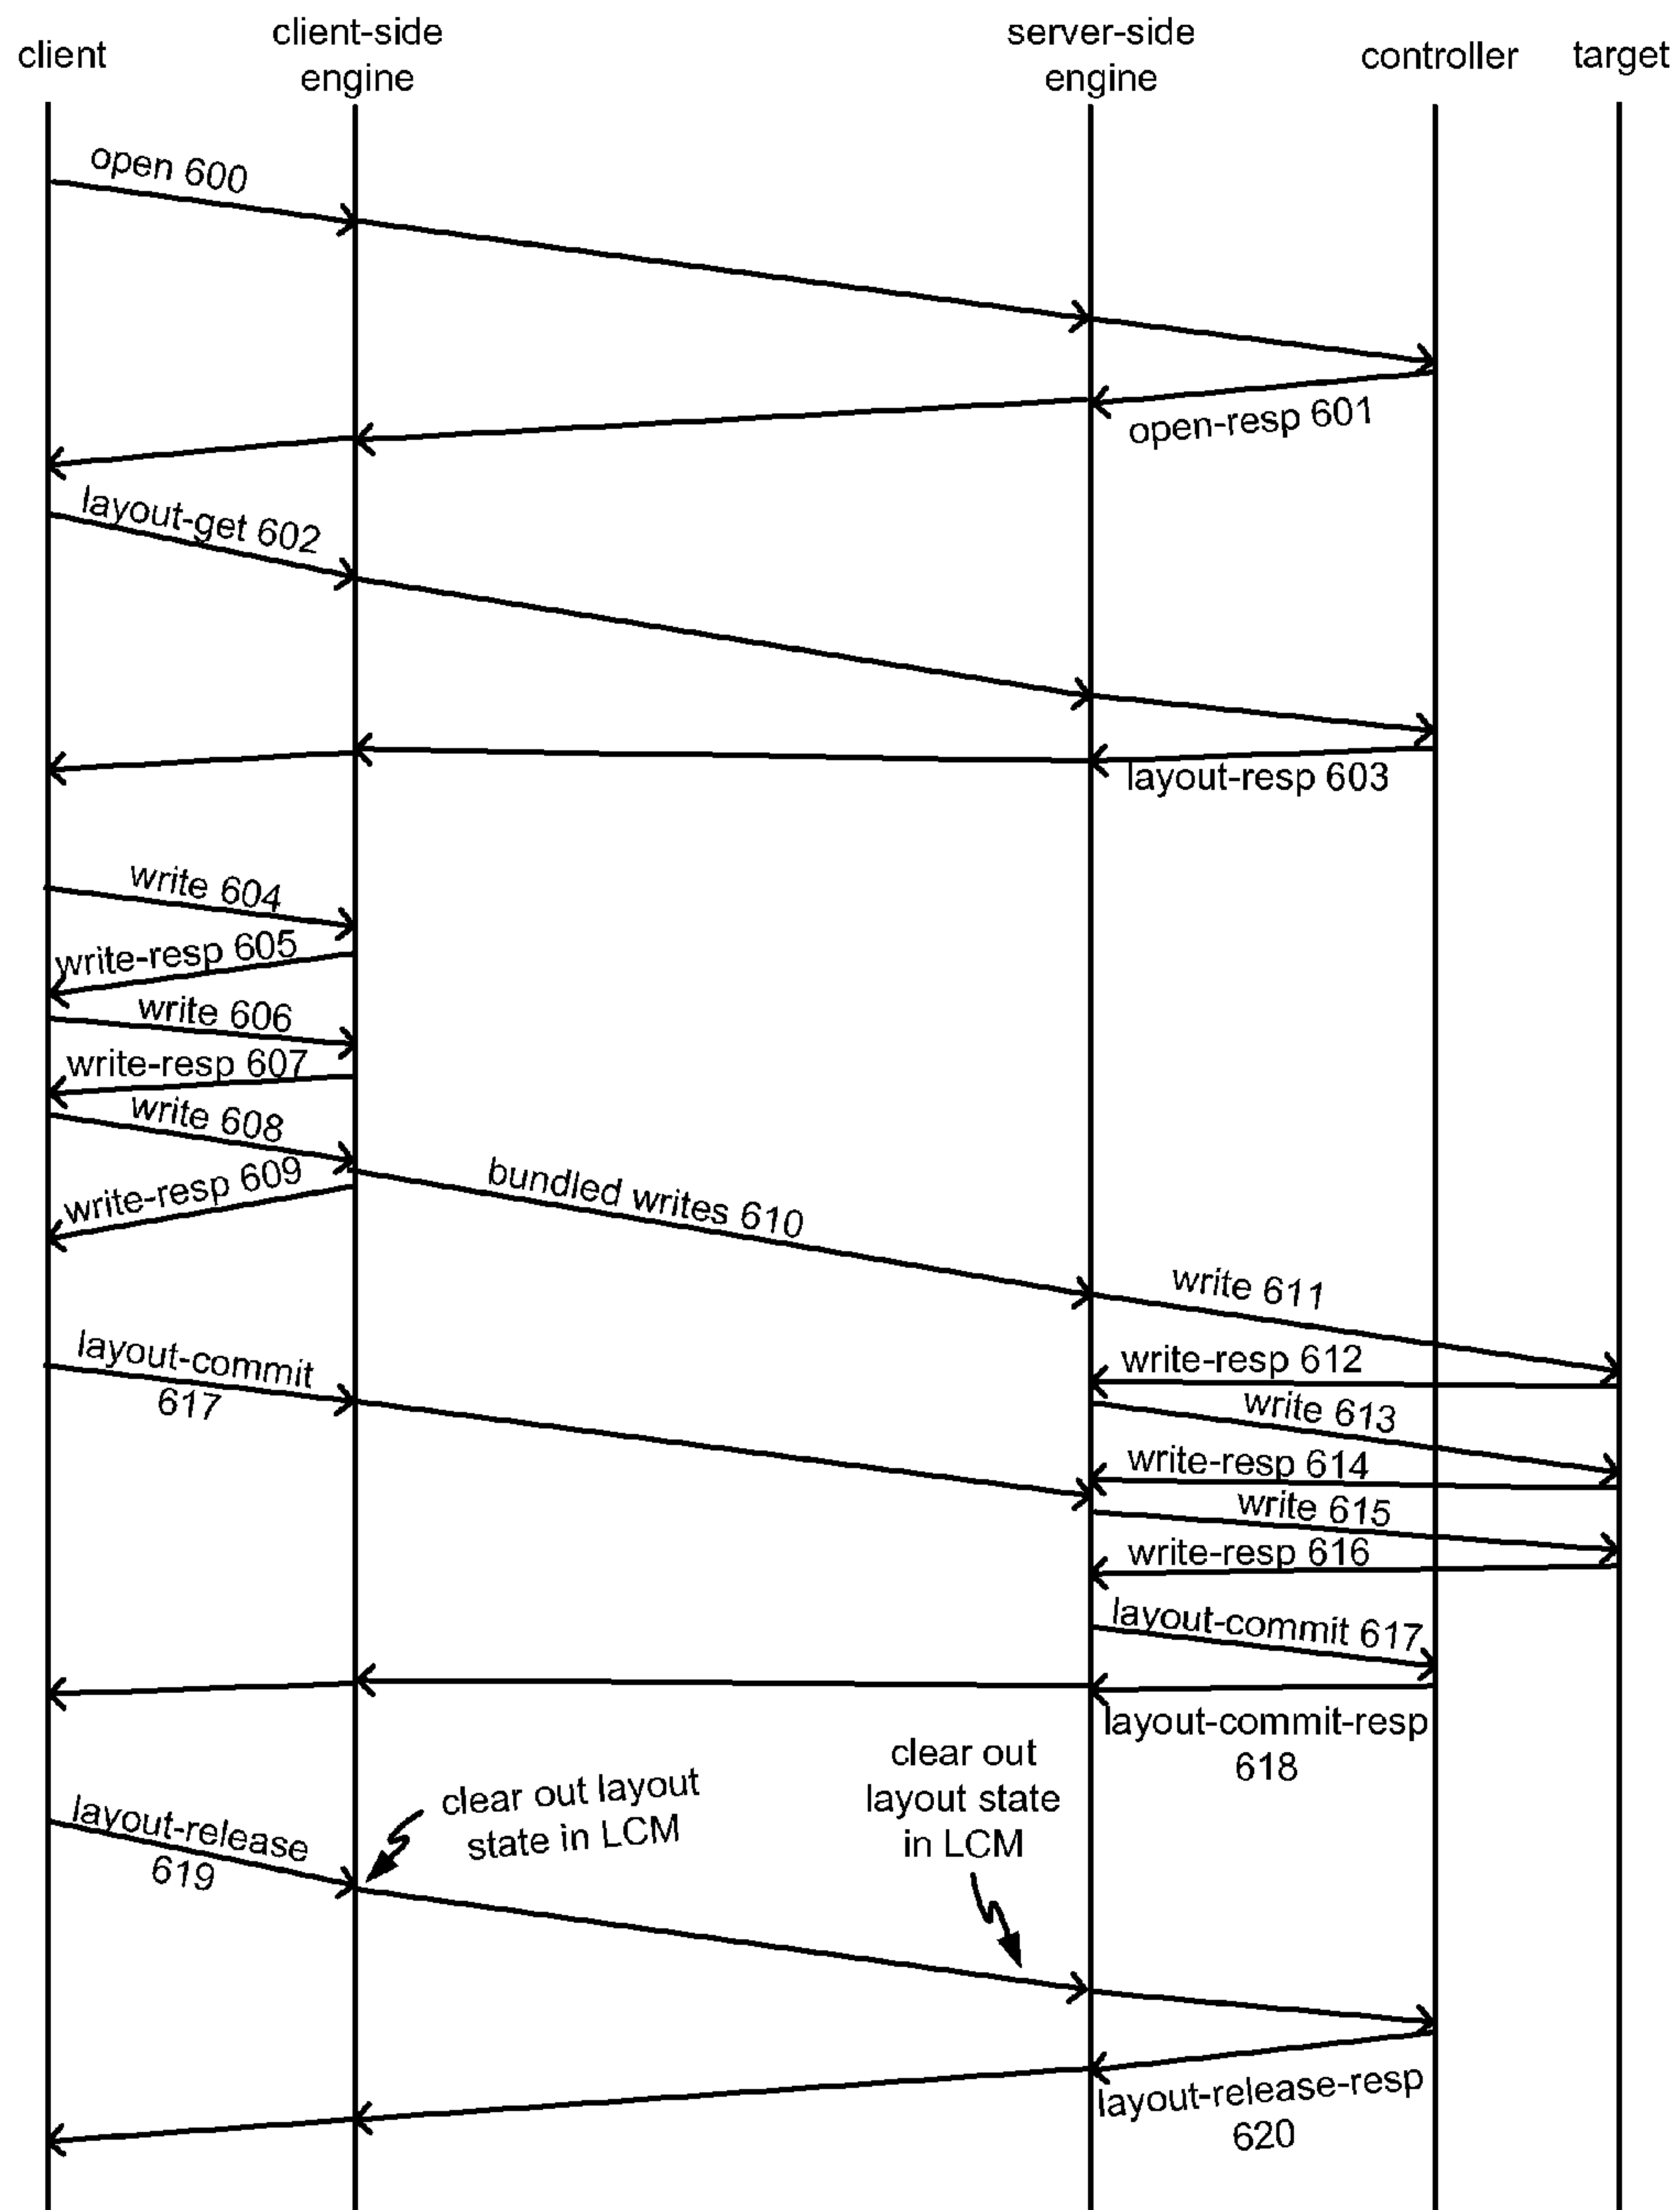 client
client-side
engine
server-side
engine
controller
target
open 600
open-resp 601
layout-get 602
layout-resp 603
write 604
write-resp 605
write 606
write-resp 607
write 608
write-resp 609
bundled writes 610
write 611
write-resp 612
layout-commit
617
write 613
write-resp 614
write 615
write-resp 616
layout-commit 617
layout-commit-resp
618
clear out
layout state
in LCM
clear out layout
state in LCM
layout-release
619
layout-release-resp
620